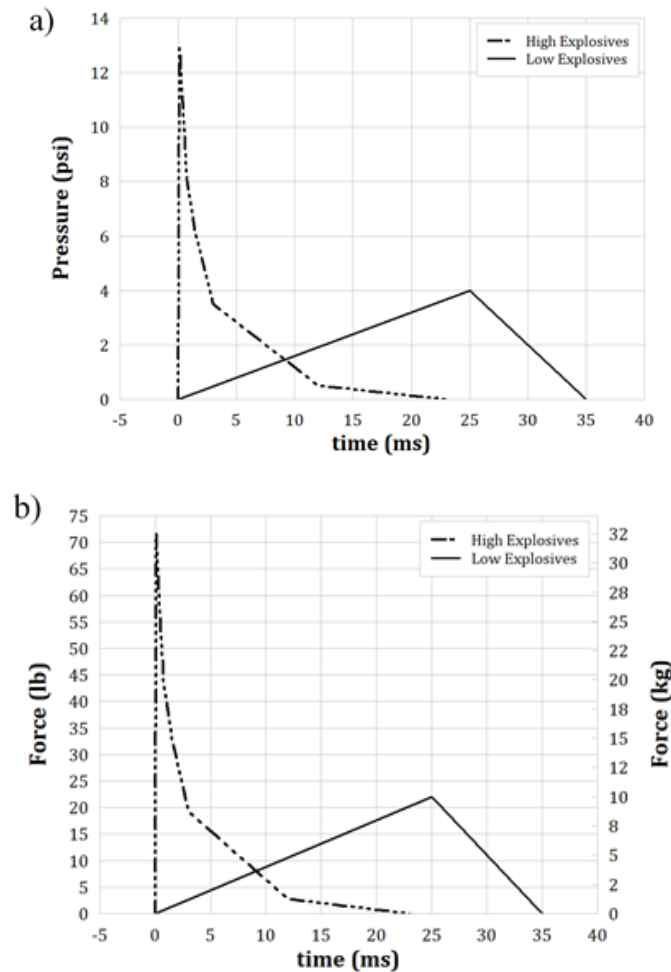 a)
14
12
10
8
6
4
2
0
Pressure (psi)
High Explosives
Low Explosives
-5 0 5 10 15 20 25 30 35 40
time (ms)
b)
75
70
65
60
55
50
45
40
35
30
25
20
15
10
5
0
Force (lb)
High Explosives
Low Explosives
32
30
28
25
22
20
18
15
12
10
8
5
2
0
Force (kg)
-5 0 5 10 15 20 25 30 35 40
time (ms)